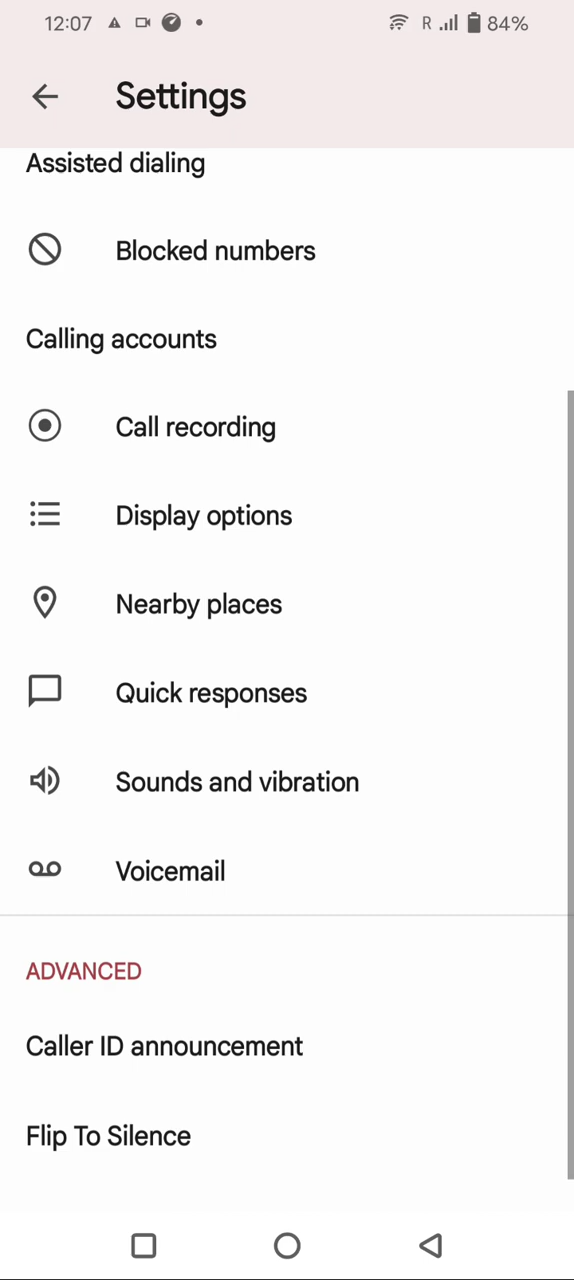 12:07 R 84%
Settings
Assisted dialing
Blocked numbers
Calling accounts
Call recording
Display options
Nearby places
Quick responses
Sounds and vibration
Voicemail
ADVANCED
Caller ID announcement
Flip To Silence